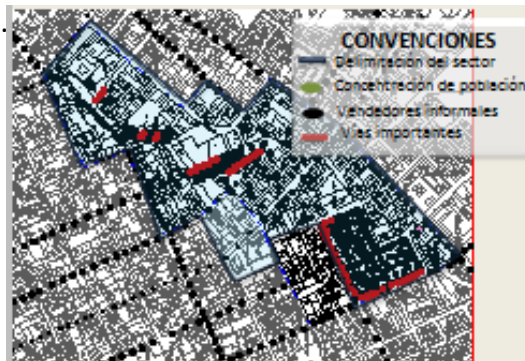 CONVENCIONES
Delimitación del sector
Concentración de población
Vendedores informales
Vías importantes